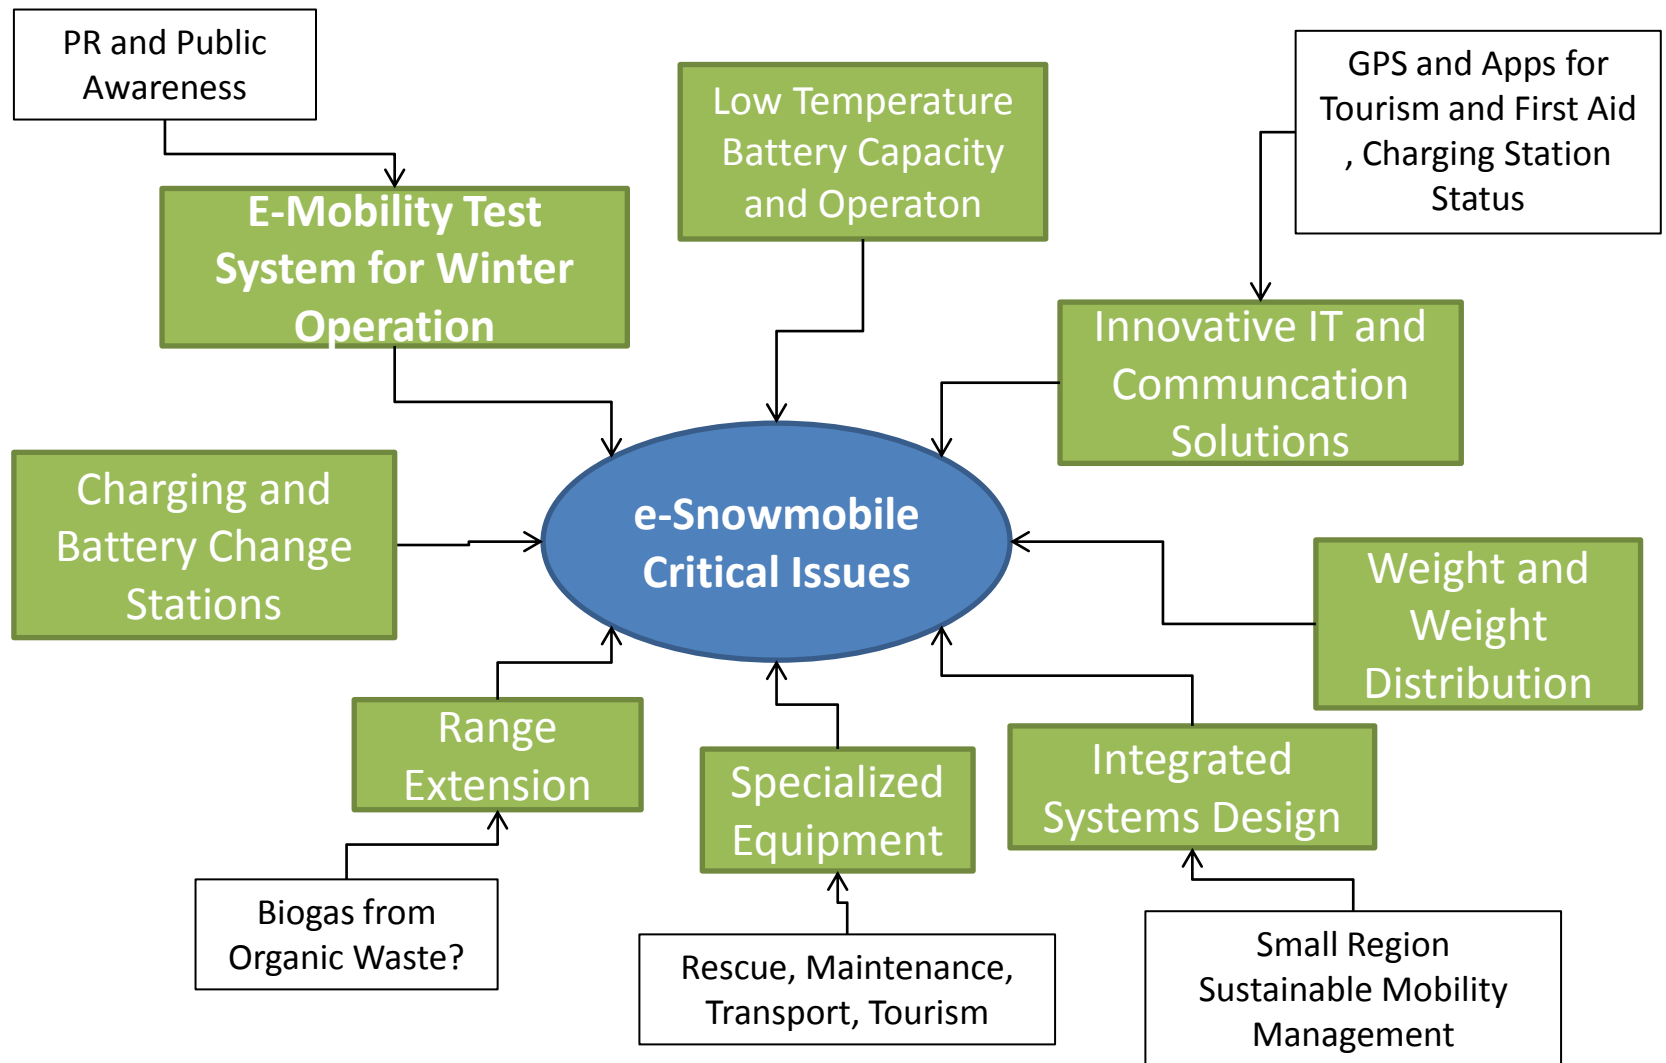 PR and Public
Awareness
Low Temperature
Battery Capacity
and Operaton
GPS and Apps for
Tourism and First Aid
, Charging Station
Status
E-Mobility Test
System for Winter
Operation
Innovative IT and
Communcation
Solutions
Charging and
Battery Change
Stations
e-Snowmobile
Critical Issues
Weight and
Weight
Distribution
Range
Extension
Specialized
Equipment
Integrated
Systems Design
Biogas from
Organic Waste?
Rescue, Maintenance,
Transport, Tourism
Small Region
Sustainable Mobility
Management